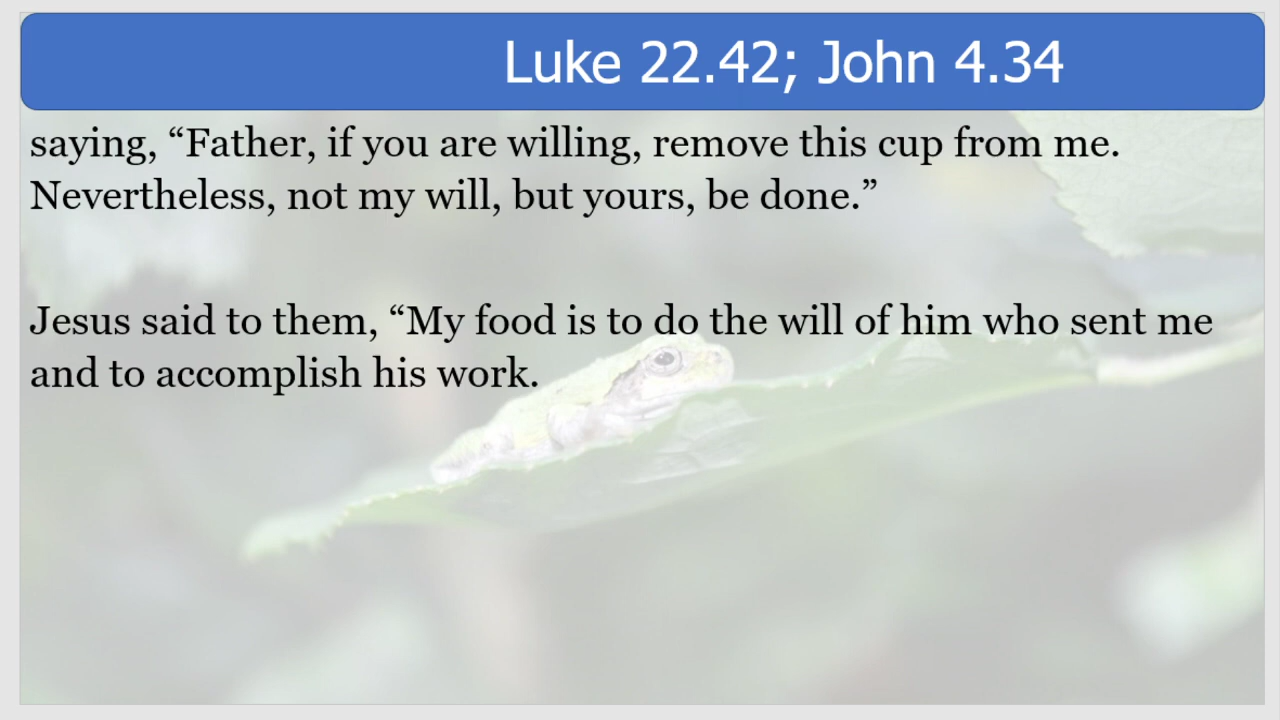 Luke 22.42; John 4.34
saying, “Father, if you are willing, remove this cup from me.
Nevertheless, not my will, but yours, be done.”
Jesus said to them, “My food is to do the will of him who sent me
and to accomplish his work.